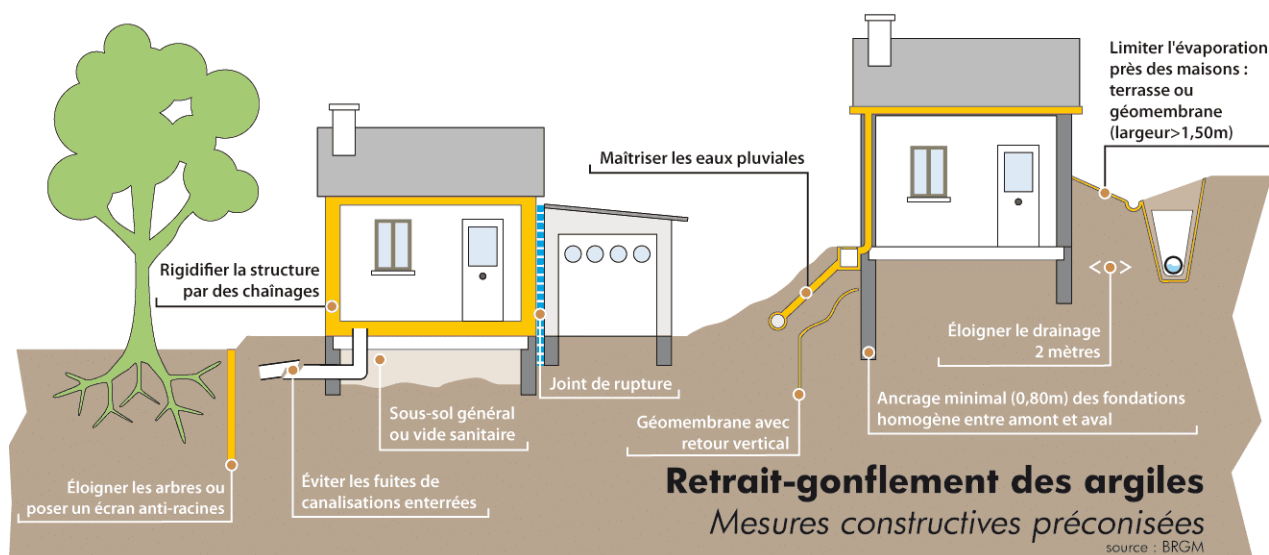 Limiter l'évaporation
près des maisons :
terrasse ou
géomembrane
(largeur>1,50m)
Maîtriser les eaux pluviales
Rigidifier la structure
par des chaînages
Éloigner le drainage
2 mètres
Joint de rupture
Sous-sol général
ou vide sanitaire
Géomembrane avec
retour vertical
Ancrage minimal (0,80m) des fondations
homogène entre amont et aval
Éloigner les arbres ou
poser un écran anti-racines
Éviter les fuites de
canalisations enterrées
Retrait-gonflement des argiles
Mesures constructives préconisées
source : BRGM